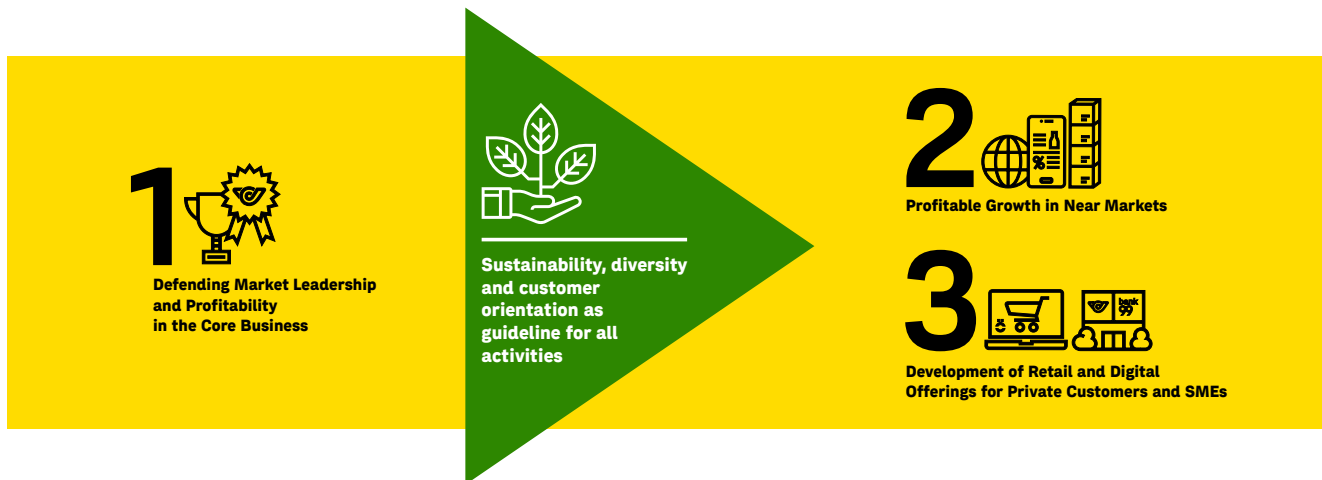 1
Defending Market Leadership
and Profitability
in the Core Business
Sustainability, diversity
and customer
orientation as
guideline for all
activities
2
%
Profitable Growth in Near Markets
3
bank
99
Development of Retail and Digital
Offerings for Private Customers and SMEs